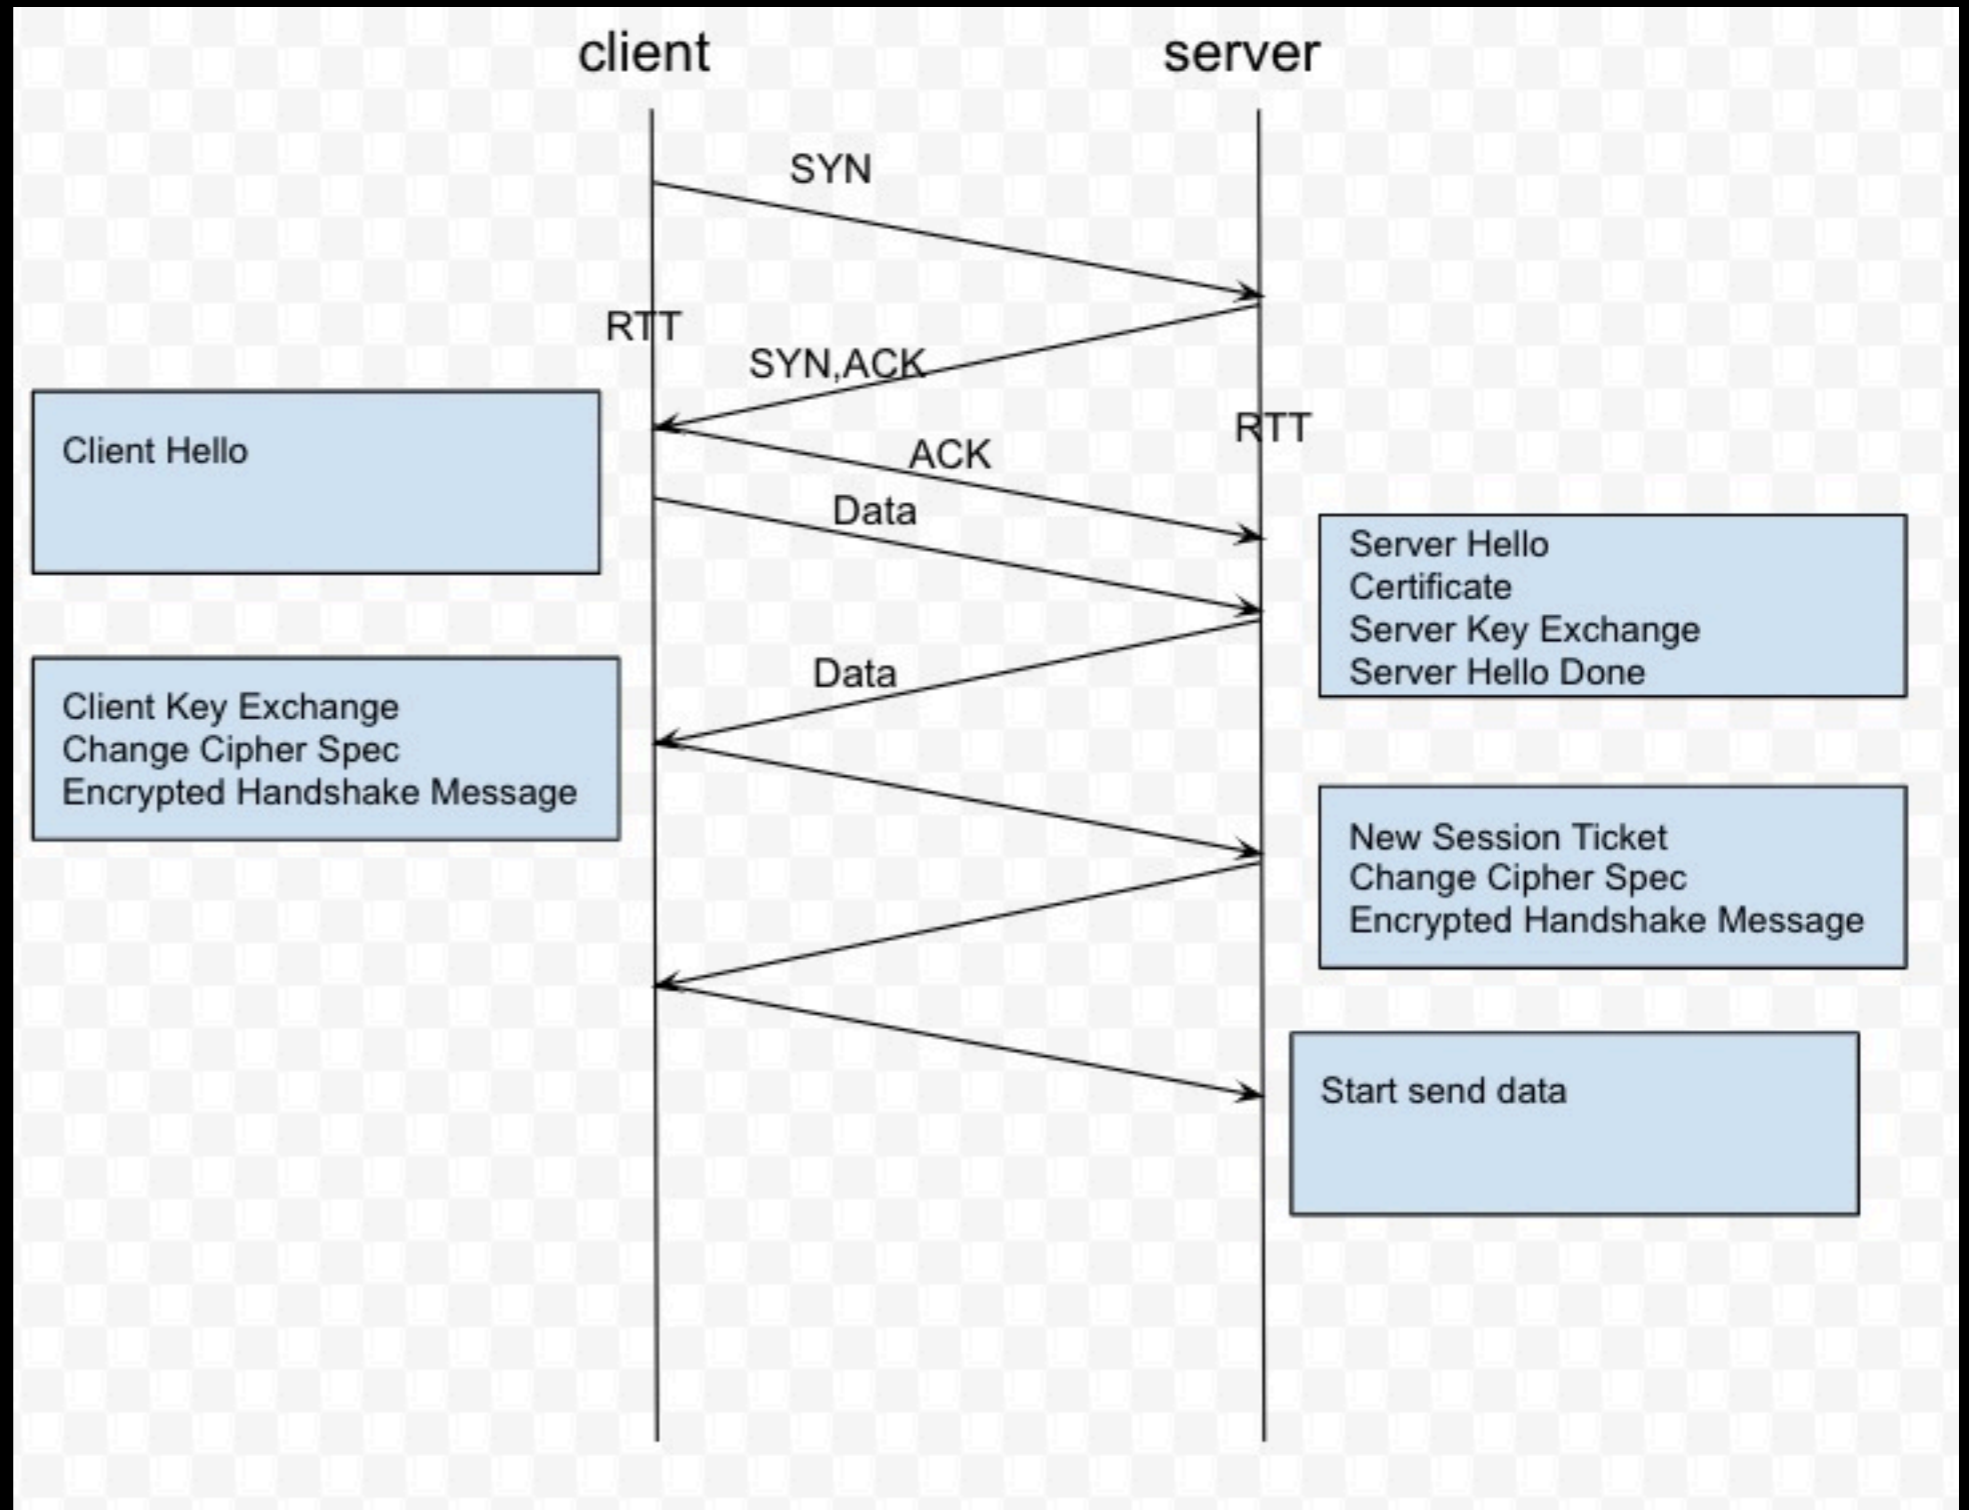 client
server
SYN
RTT
SYN,ACK
RTT
Client Hello
ACK
Data
Server Hello
Certificate
Server Key Exchange
Server Hello Done
Data
Client Key Exchange
Change Cipher Spec
Encrypted Handshake Message
New Session Ticket
Change Cipher Spec
Encrypted Handshake Message
Start send data